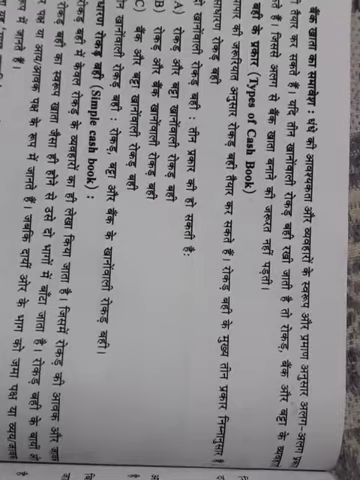 बैंक खाता का समावेश : धंधे की आवश्यकता और व्यवहारों के स्वरूप और प्रमाण अनुसार अलग-अलग
तैयार कर सकते हैं। यदि तीन खानोंवाली रोकड़ बही रखी जाती है तो रोकड़, बैंक और बट्टा के
हैं। जिससे अलग से बैंक खाता बनाने की जरूरत नहीं पड़ती।
बही के प्रकार (Types of Cash Book)
की जरूरियात अनुसार रोकड़ बही तैयार कर सकते हैं। रोकड़ बही के मुख्य तीन प्रकार निम्नानुसार
रोकड़ बही
खानोंवाली रोकड़ बही : तीन प्रकार की हो सकती है:
A) रोकड़ और बट्टा खानोंवाली रोकड़ बही
B) रोकड़ और बैंक खानोंवाली रोकड़ बही
C) बैंक और बट्टा खानोंवाली रोकड़ बही
खानोंवाली रोकड़ बही : रोकड़, बट्टा और बैंक के खानोंवाली रोकड़ बही।
रोकड़ बही (Simple cash book) :
रोकड़ बही में केवल रोकड़ के व्यवहारों का ही लेखा किया जाता है। जिसमें रोकड़ की आवक और
रोकड़ बही का स्वरूप खाता जैसा ही होने से उसे दो भागों में बाँटा जाता है। रोकड़ बही के बायीं
पक्ष या आय/आवक पक्ष के रूप में जानते हैं। जबकि दायीं ओर के भाग को जमा पक्ष या
में जानते हैं।